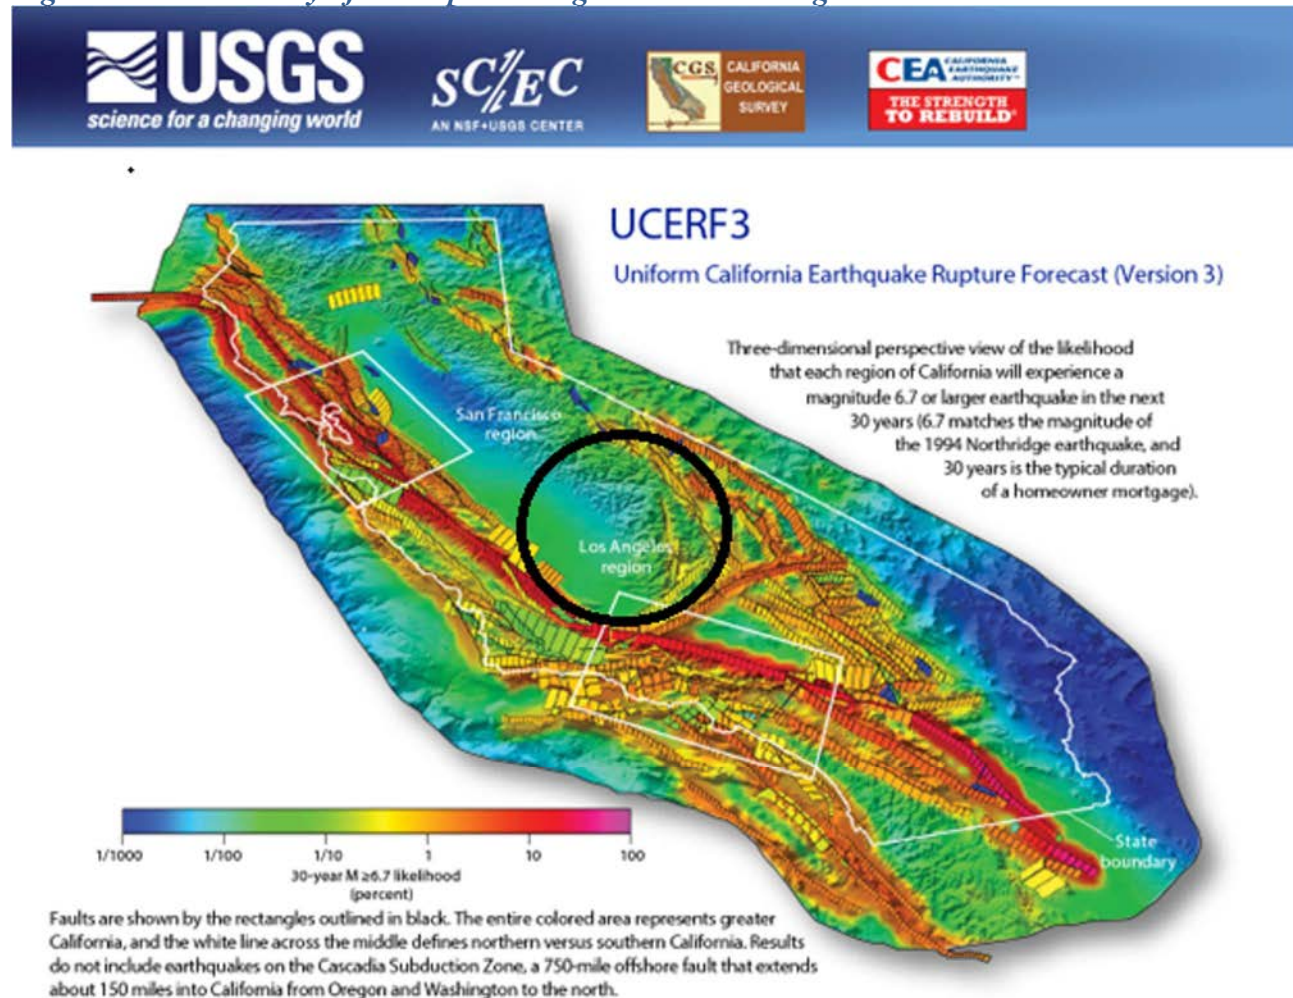 USGS
science for a changing world
SC/EC
AN NSF+USGS CENTER
CGS
CALIFORNIA
GEOLOGICAL
SURVEY
CEA CALIFORNIA
EARTHQUAKE
AUTHORITY™
THE STRENGTH
TO REBUILD®
UCERF3
Uniform California Earthquake Rupture Forecast (Version 3)
Three-dimensional perspective view of the likelihood
that each region of California will experience a
magnitude 6.7 or larger earthquake in the next
30 years (6.7 matches the magnitude of
the 1994 Northridge earthquake, and
30 years is the typical duration
of a homeowner mortgage).
San Francisco
region
Los Angeles
region
State
boundary
1/1000 1/100 1/10 1 10 100
30-year M ≥6.7 likelihood
(percent)
Faults are shown by the rectangles outlined in black. The entire colored area represents greater
California, and the white line across the middle defines northern versus southern California. Results
do not include earthquakes on the Cascadia Subduction Zone, a 750-mile offshore fault that extends
about 150 miles into California from Oregon and Washington to the north.